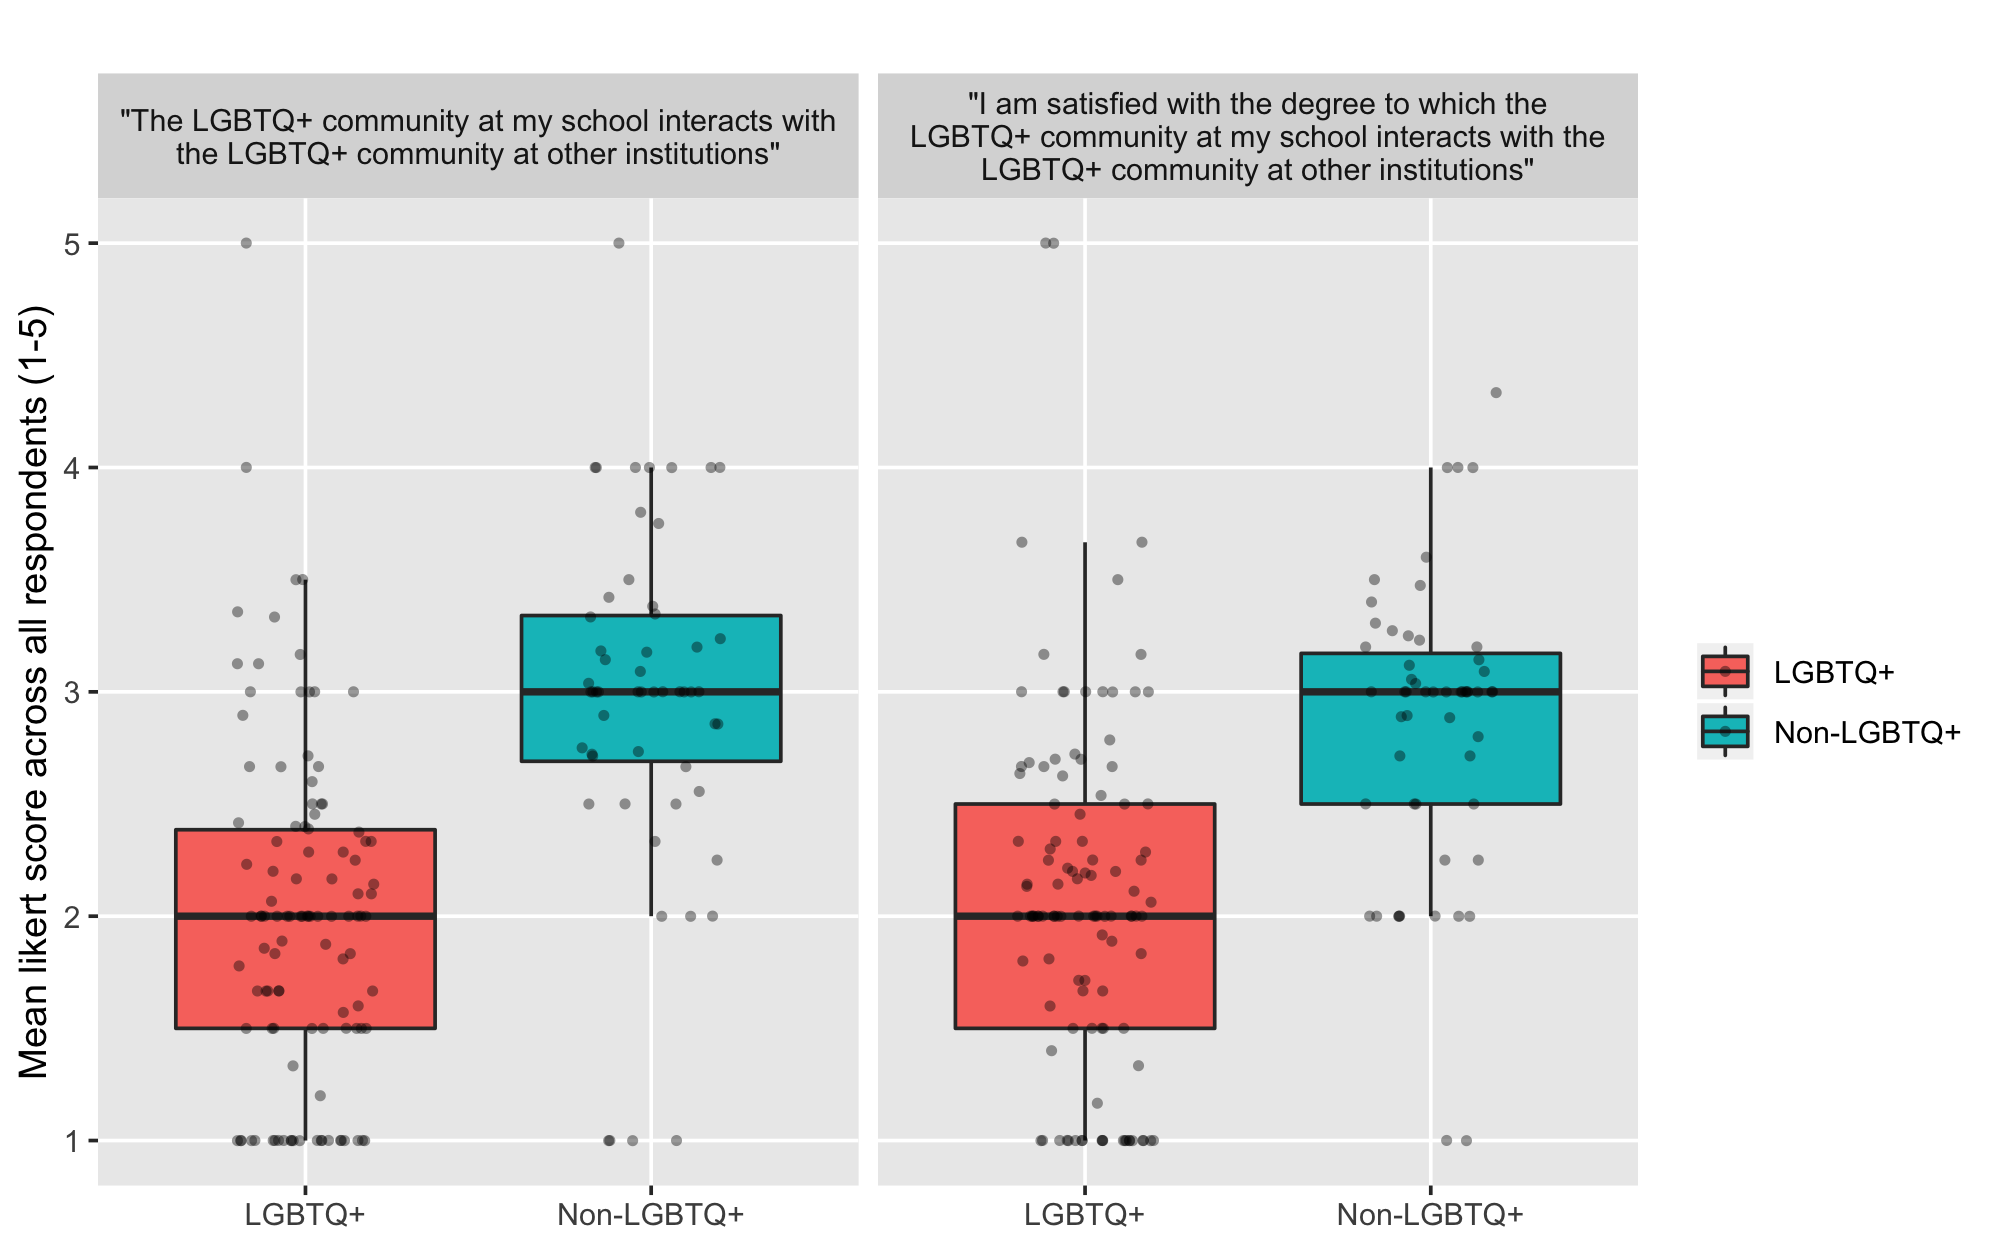 "The LGBTQ+ community at my school interacts with
the LGBTQ+ community at other institutions"
"I am satisfied with the degree to which the
LGBTQ+ community at my school interacts with the
LGBTQ+ community at other institutions"
Mean likert score across all respondents (1-5)
5
4
3
2
1
LGBTQ+
Non-LGBTQ+
LGBTQ+
Non-LGBTQ+
LGBTQ+
Non-LGBTQ+